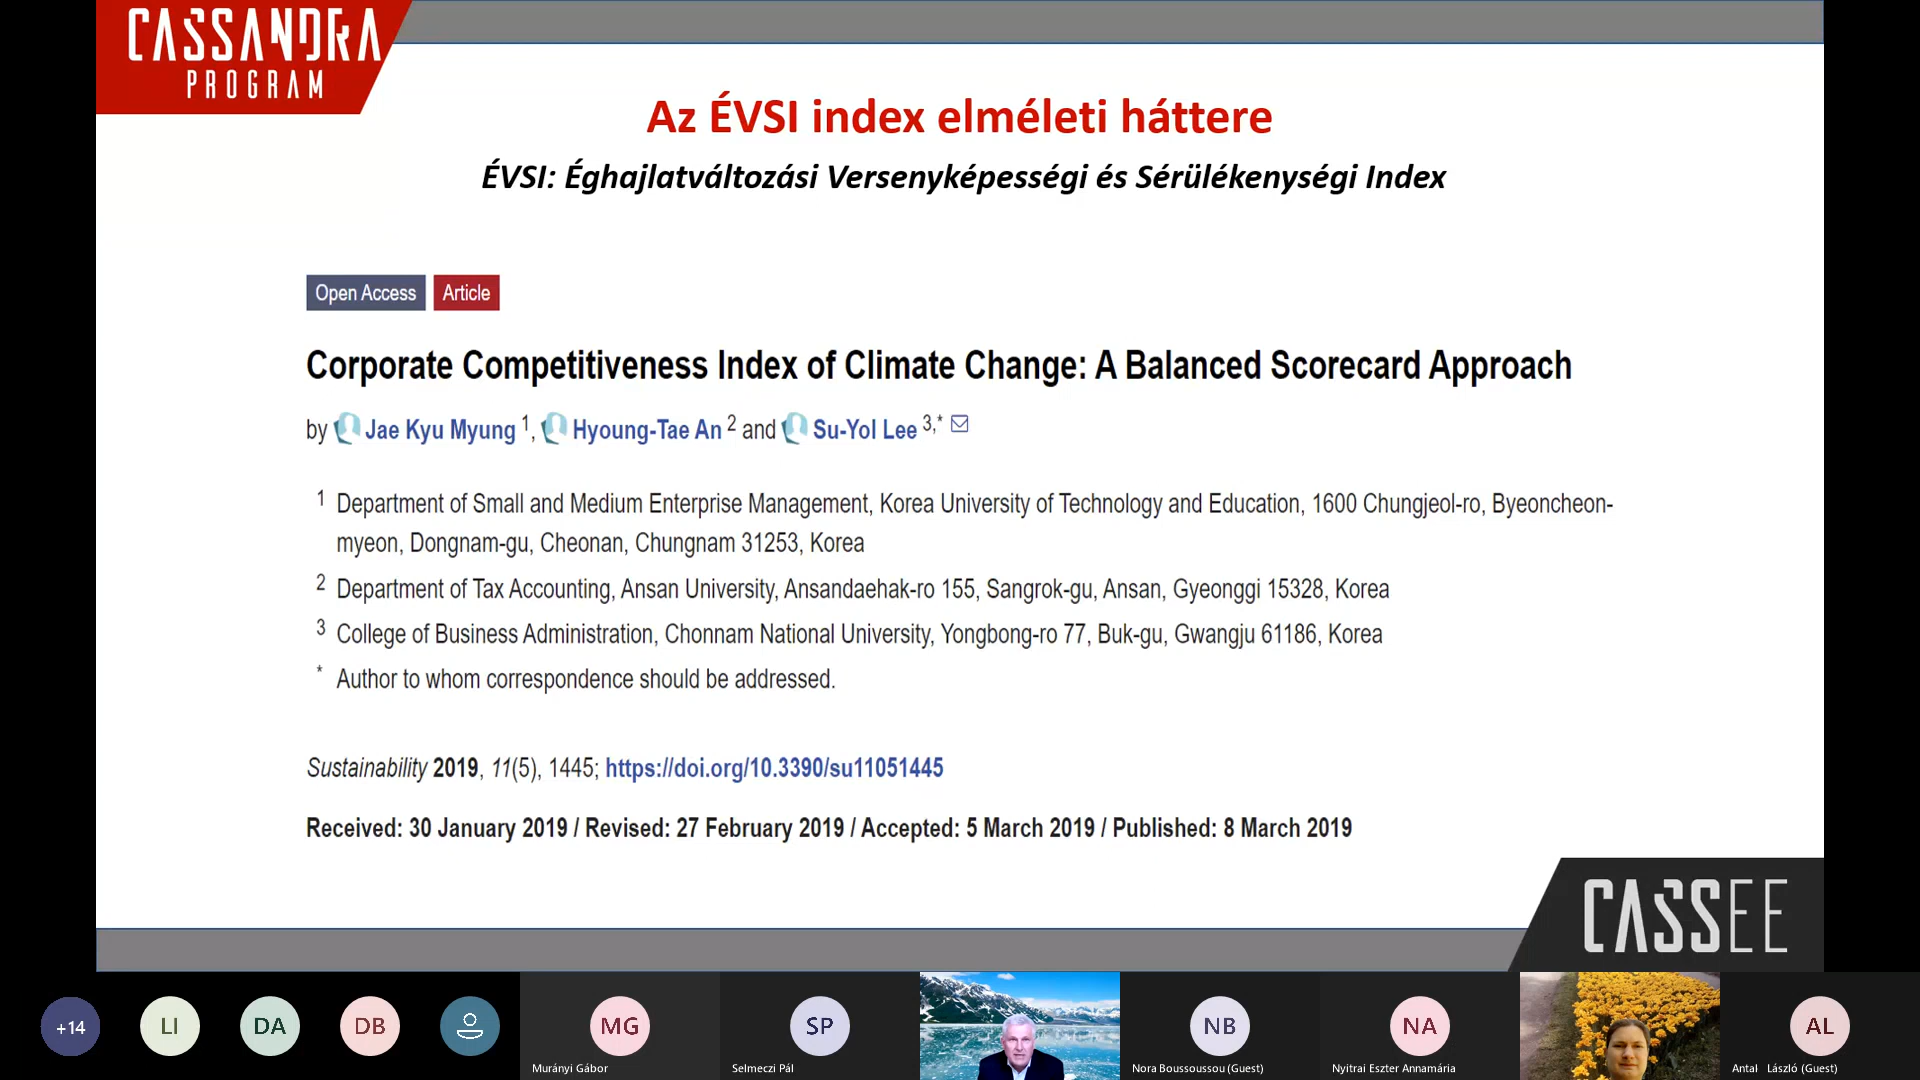 CASSANDRA
PROGRAM
Az ÉVSI index elméleti háttere
ÉVSI: Éghajlatváltozási Versenyképességi és Sérülékenységi Index
Open Access Article
Corporate Competitiveness Index of Climate Change: A Balanced Scorecard Approach
by Jae Kyu Myung 1, Hyoung-Tae An 2 and Su-Yol Lee 3,*
1 Department of Small and Medium Enterprise Management, Korea University of Technology and Education, 1600 Chungjeol-ro, Byeoncheon-
myeon, Dongnam-gu, Cheonan, Chungnam 31253, Korea
2 Department of Tax Accounting, Ansan University, Ansandaehak-ro 155, Sangrok-gu, Ansan, Gyeonggi 15328, Korea
3 College of Business Administration, Chonnam National University, Yongbong-ro 77, Buk-gu, Gwangju 61186, Korea
* Author to whom correspondence should be addressed.
Sustainability 2019, 11(5), 1445; https://doi.org/10.3390/su11051445
Received: 30 January 2019 / Revised: 27 February 2019 / Accepted: 5 March 2019 / Published: 8 March 2019
CASSEE
+14 LI DA DB MG SP NB NA AL
Murányi Gábor Selmeczi Pál Nora Boussoussou (Guest) Nyitrai Eszter Annamária Antal László (Guest)